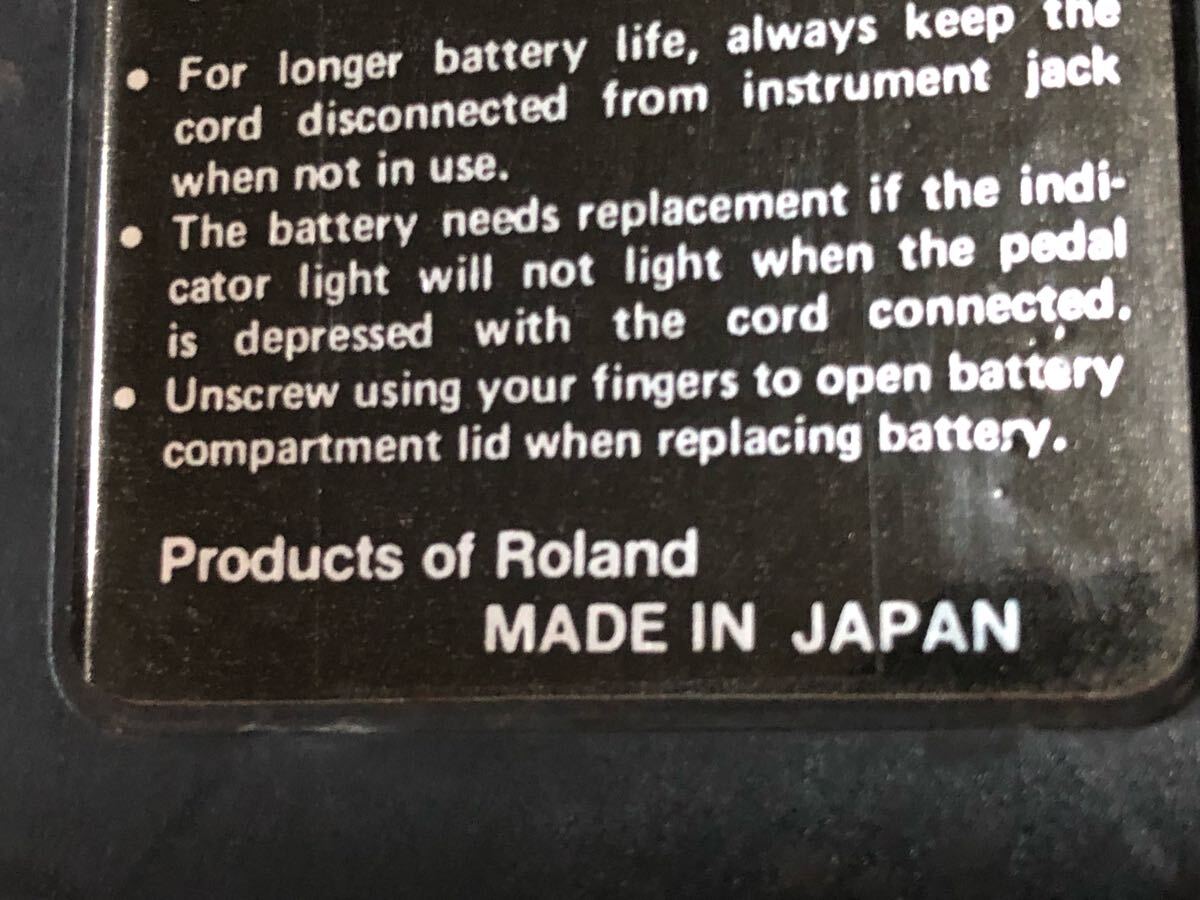 • For longer battery life, always keep the
cord disconnected from instrument jack
when not in use.
• The battery needs replacement if the indi-
cator light will not light when the pedal
is depressed with the cord connected.
• Unscrew using your fingers to open battery
compartment lid when replacing battery.
Products of Roland
MADE IN JAPAN